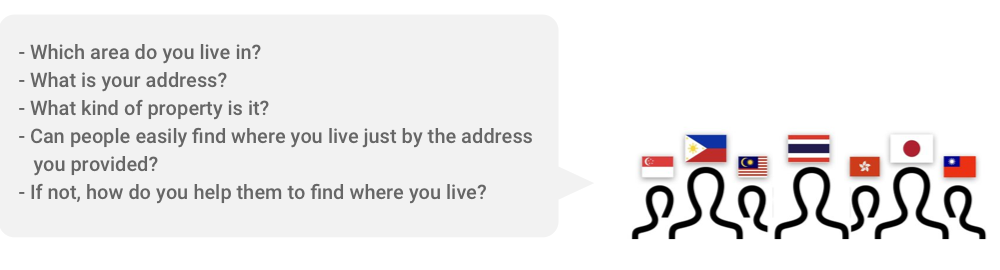 - Which area do you live in?
- What is your address?
- What kind of property is it?
- Can people easily find where you live just by the address
you provided?
- If not, how do you help them to find where you live?